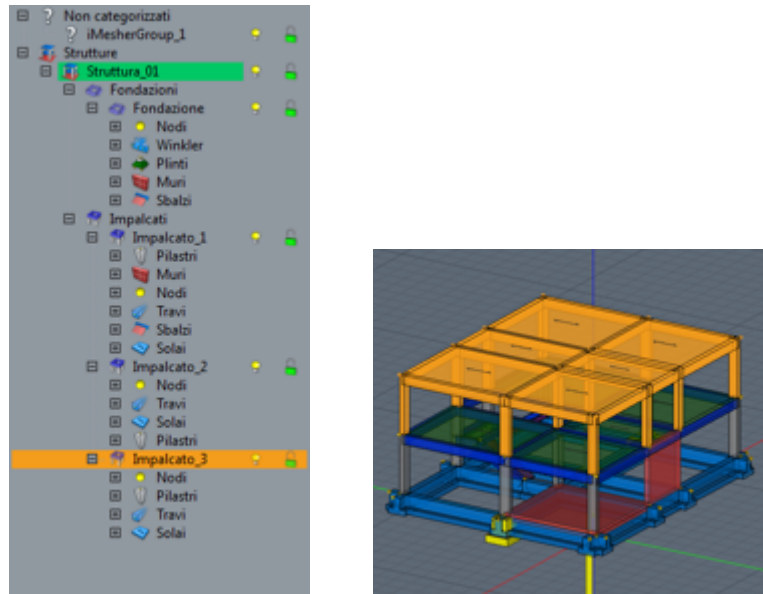 Non categorizzati
iMesherGroup_1
Strutture
Struttura_01
Fondazioni
Fondazione
Nodi
Winkler
Plinti
Muri
Sbalzi
Impalcati
Impalcato_1
Pilastri
Muri
Nodi
Travi
Sbalzi
Solai
Impalcato_2
Nodi
Travi
Solai
Pilastri
Impalcato_3
Nodi
Pilastri
Travi
Solai